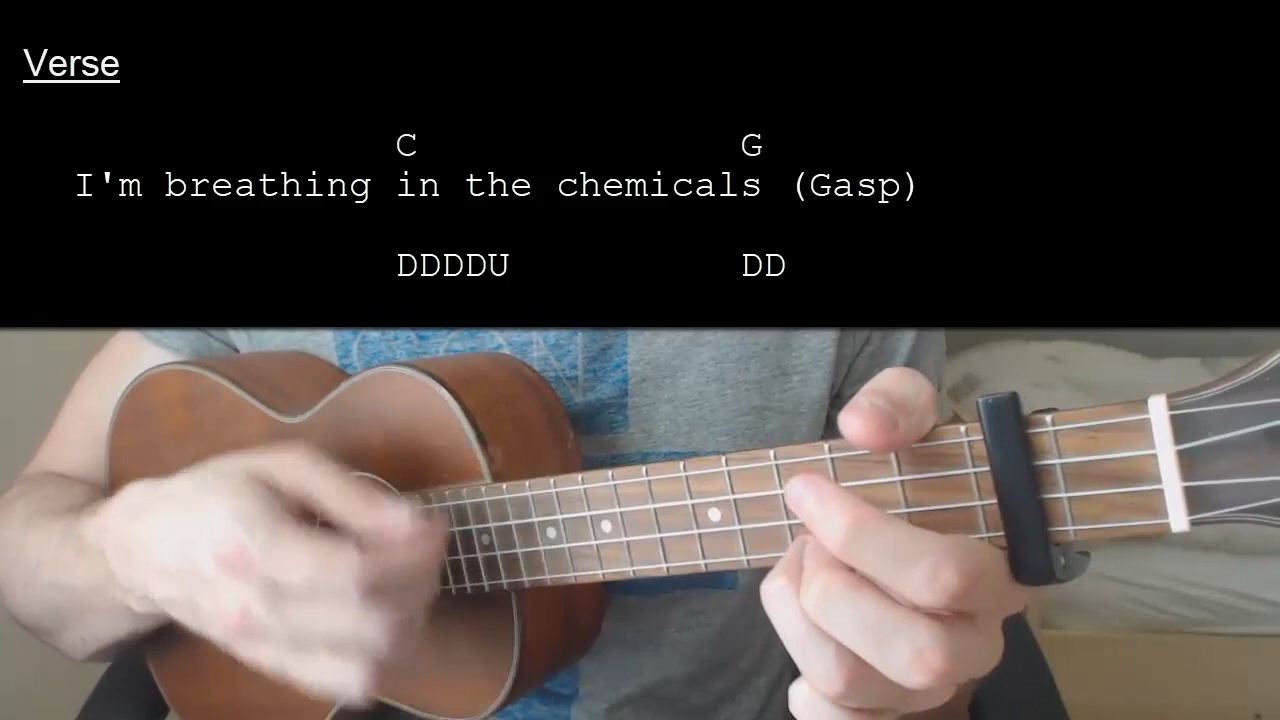 Verse
C G
I'm breathing in the chemicals (Gasp)
DDDDU DD